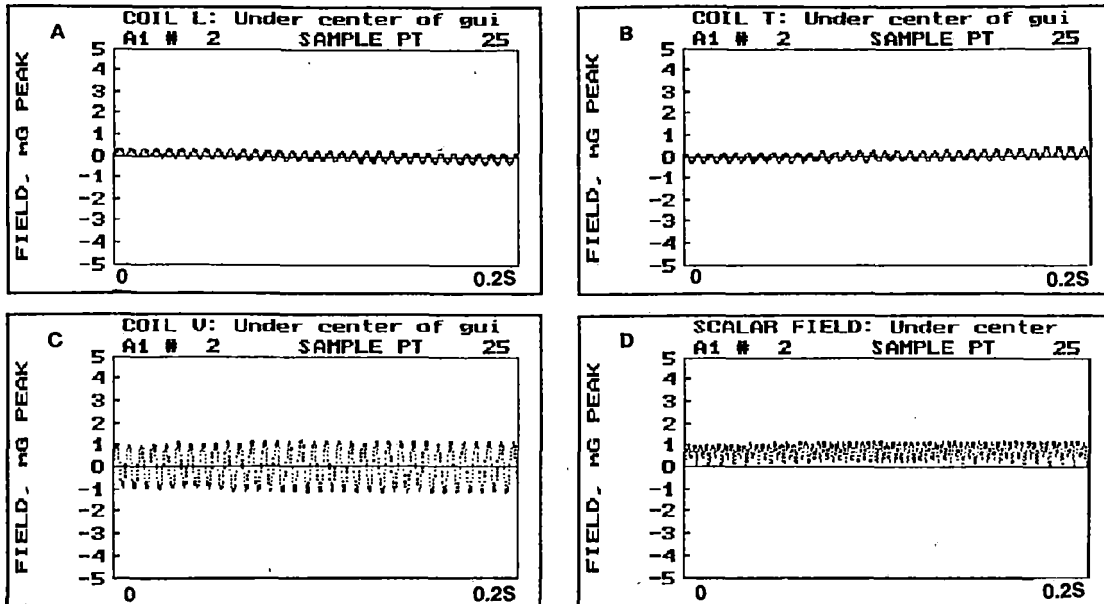 A
COIL L: Under center of gui
A1 # 2 SAMPLE PT 25
FIELD, mG PEAK
5
4
3
2
1
0
-1
-2
-3
-4
-5
0 0.2S
B
COIL T: Under center of gui
A1 # 2 SAMPLE PT 25
FIELD, mG PEAK
5
4
3
2
1
0
-1
-2
-3
-4
-5
0 0.2S
C
COIL V: Under center of gui
A1 # 2 SAMPLE PT 25
FIELD, mG PEAK
5
4
3
2
1
0
-1
-2
-3
-4
-5
0 0.2S
D
SCALAR FIELD: Under center
A1 # 2 SAMPLE PT 25
FIELD, mG PEAK
5
4
3
2
1
0
-1
-2
-3
-4
-5
0 0.2S